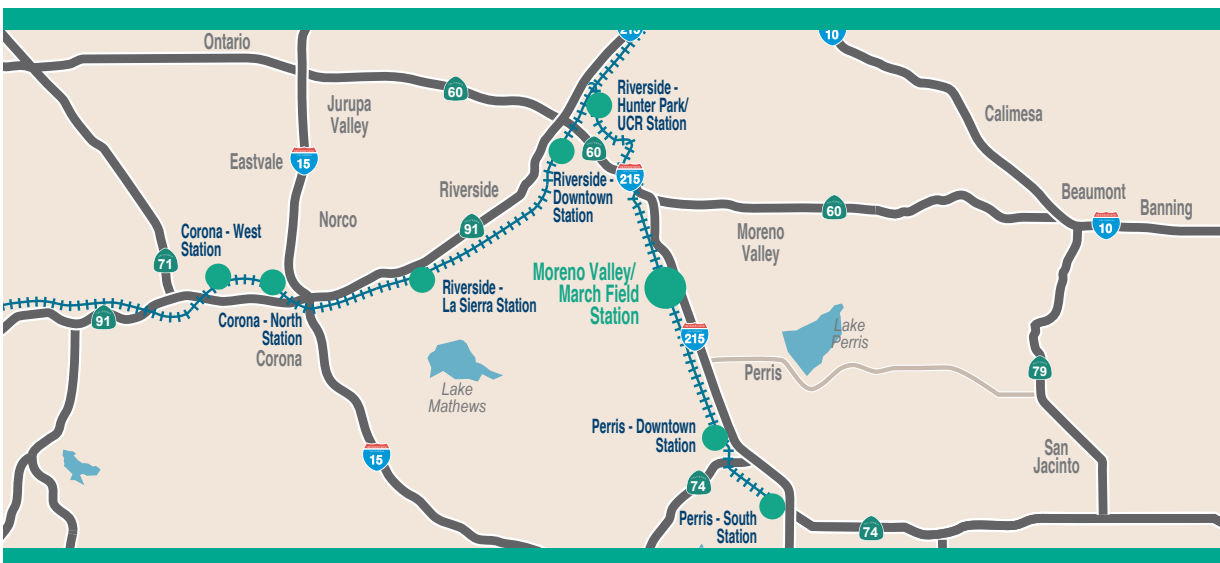 Ontario
215
10
60
Riverside -
Hunter Park/
UCR Station
Jurupa
Valley
Calimesa
Eastvale
15
60
215
Riverside
Riverside -
Downtown
Station
Beaumont
Banning
60
10
Norco
91
Corona - West
Station
Moreno
Valley
71
Moreno Valley/
March Field
Station
Riverside -
La Sierra Station
91
Corona - North
Station
Corona
215
Lake
Perris
Perris
79
Lake
Mathews
Perris - Downtown
Station
15
San
Jacinto
74
Perris - South
Station
74